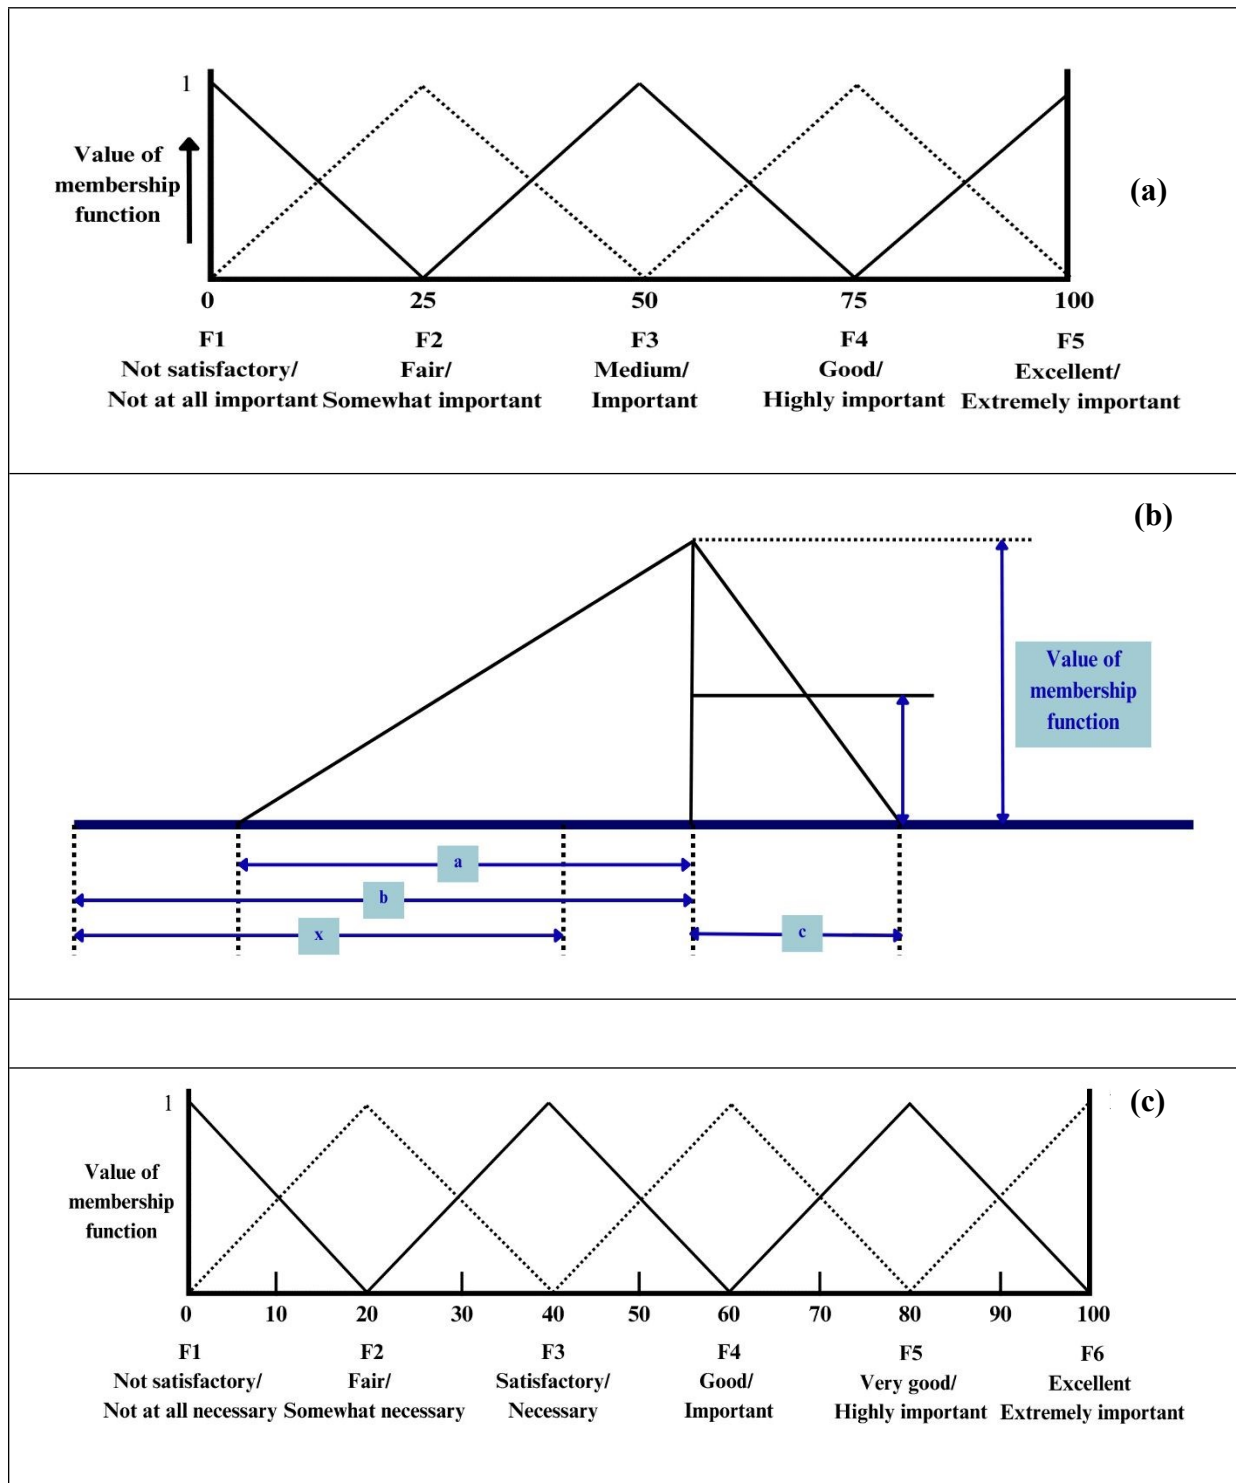 1
Value of
membership
function
(a)
0 25 50 75 100
F1 F2 F3 F4 F5
Not satisfactory/ Fair/ Medium/ Good/ Excellent/
Not at all important Somewhat important Important Highly important Extremely important
(b)
Value of
membership
function
a
b
x
c
1
(c)
Value of
membership
function
0 10 20 30 40 50 60 70 80 90 100
F1 F2 F3 F4 F5 F6
Not satisfactory/ Fair/ Satisfactory/ Good/ Very good/ Excellent
Not at all necessary Somewhat necessary Necessary Important Highly important Extremely important